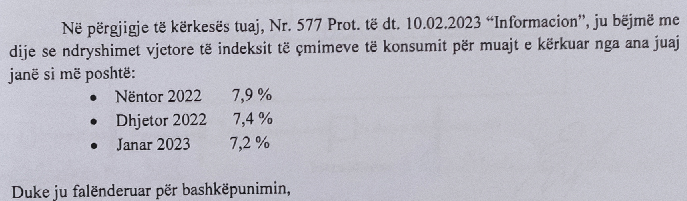 Në përgjigje të kërkesës tuaj, Nr. 577 Prot. të dt. 10.02.2023 “Informacion”, ju bëjmë me
dije se ndryshimet vjetore të indeksit të çmimeve të konsumit për muajt e kërkuar nga ana juaj
janë si më poshtë:
• Nëntor 2022 7,9 %
• Dhjetor 2022 7,4 %
• Janar 2023 7,2 %
Duke ju falënderuar për bashkëpunimin,